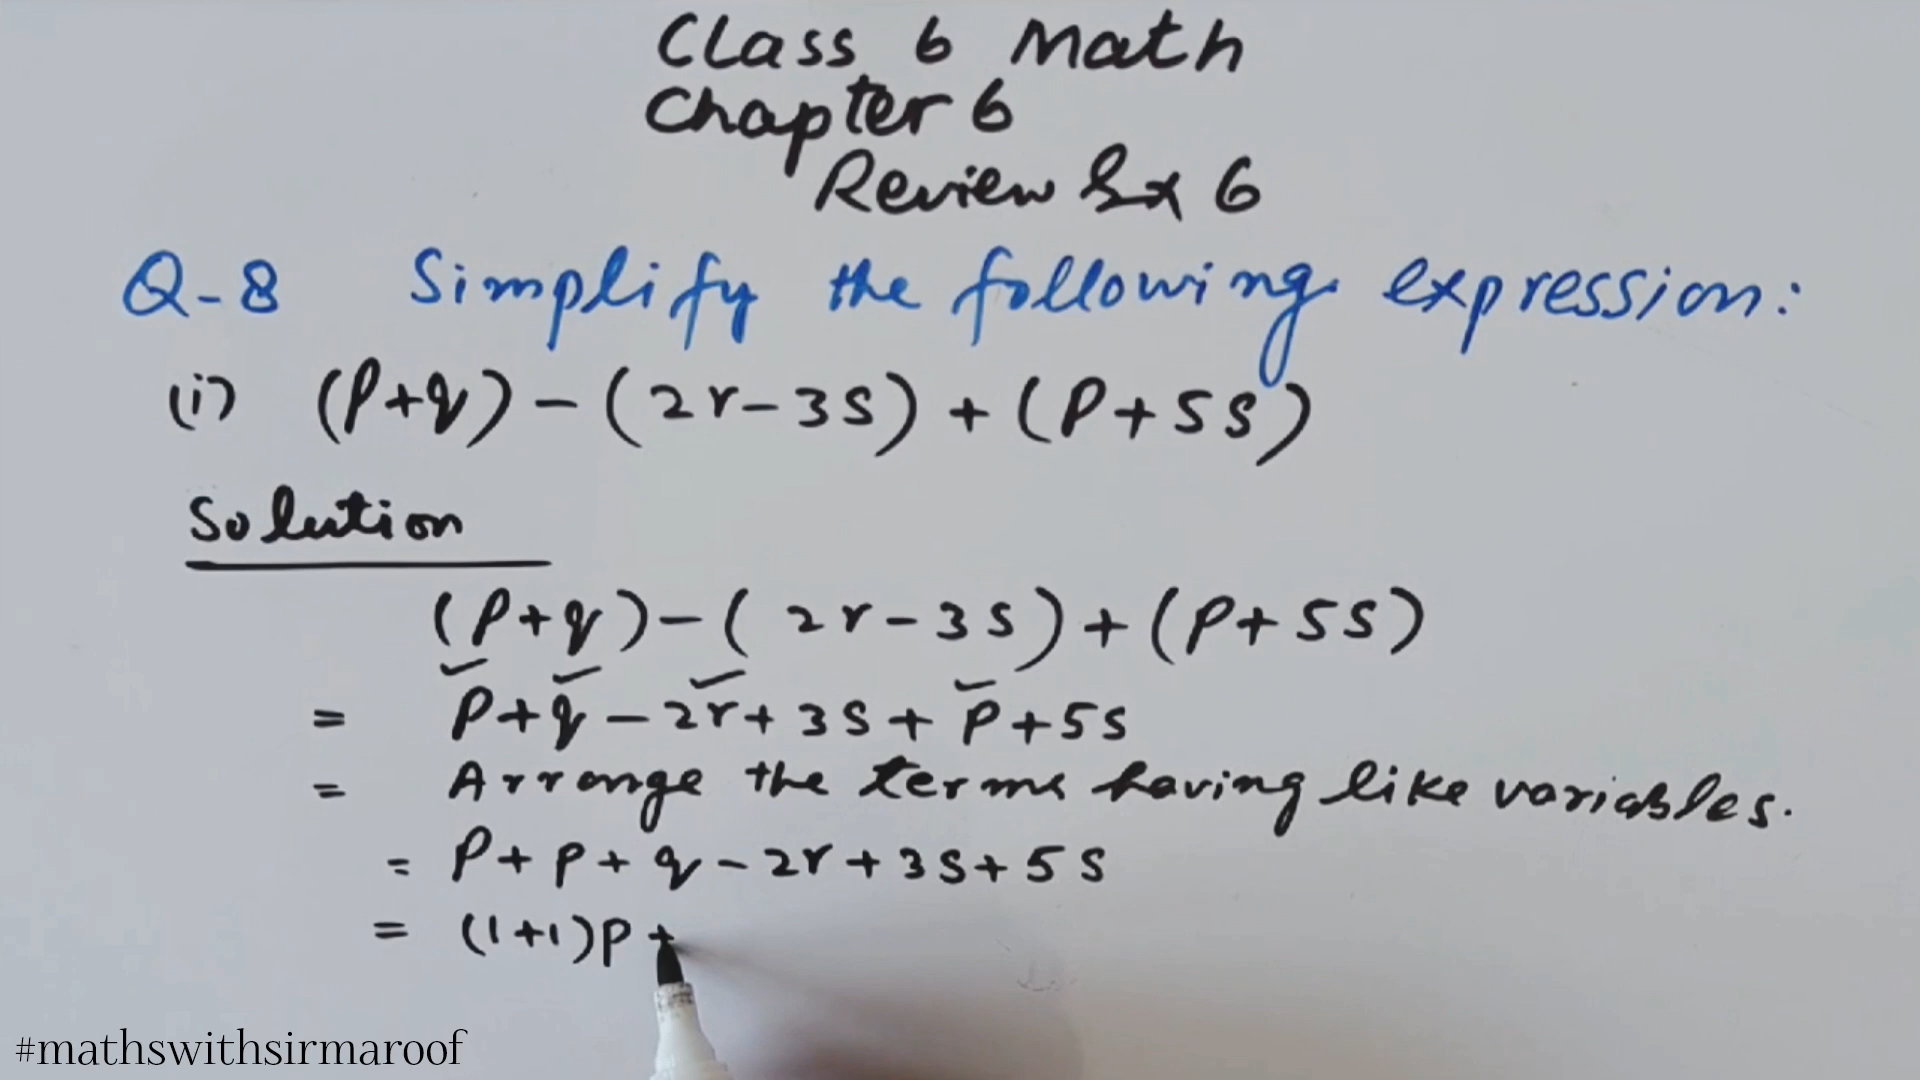 Class 6 Math
Chapter 6
Review Ex 6
Q-8 Simplify the following expression:
(i) (P+q)-(2r-3s)+(P+5s)
Solution
(P+q)-(2r-3s)+(P+5s)
= P+q-2r+3s+P+5s
= Arrange the terms having like variables.
= P+P+q-2r+3s+5s
= (1+1)P+
#mathswithsirmaroof